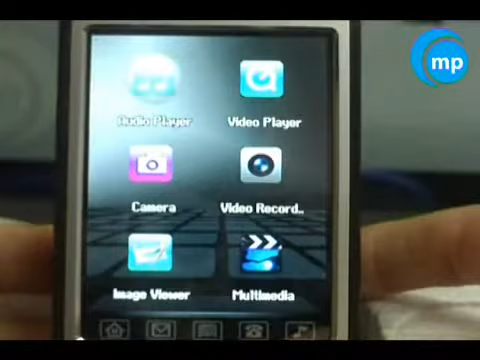 mp
Audio Player
Video Player
Camera
Video Record..
Image Viewer
Multimedia